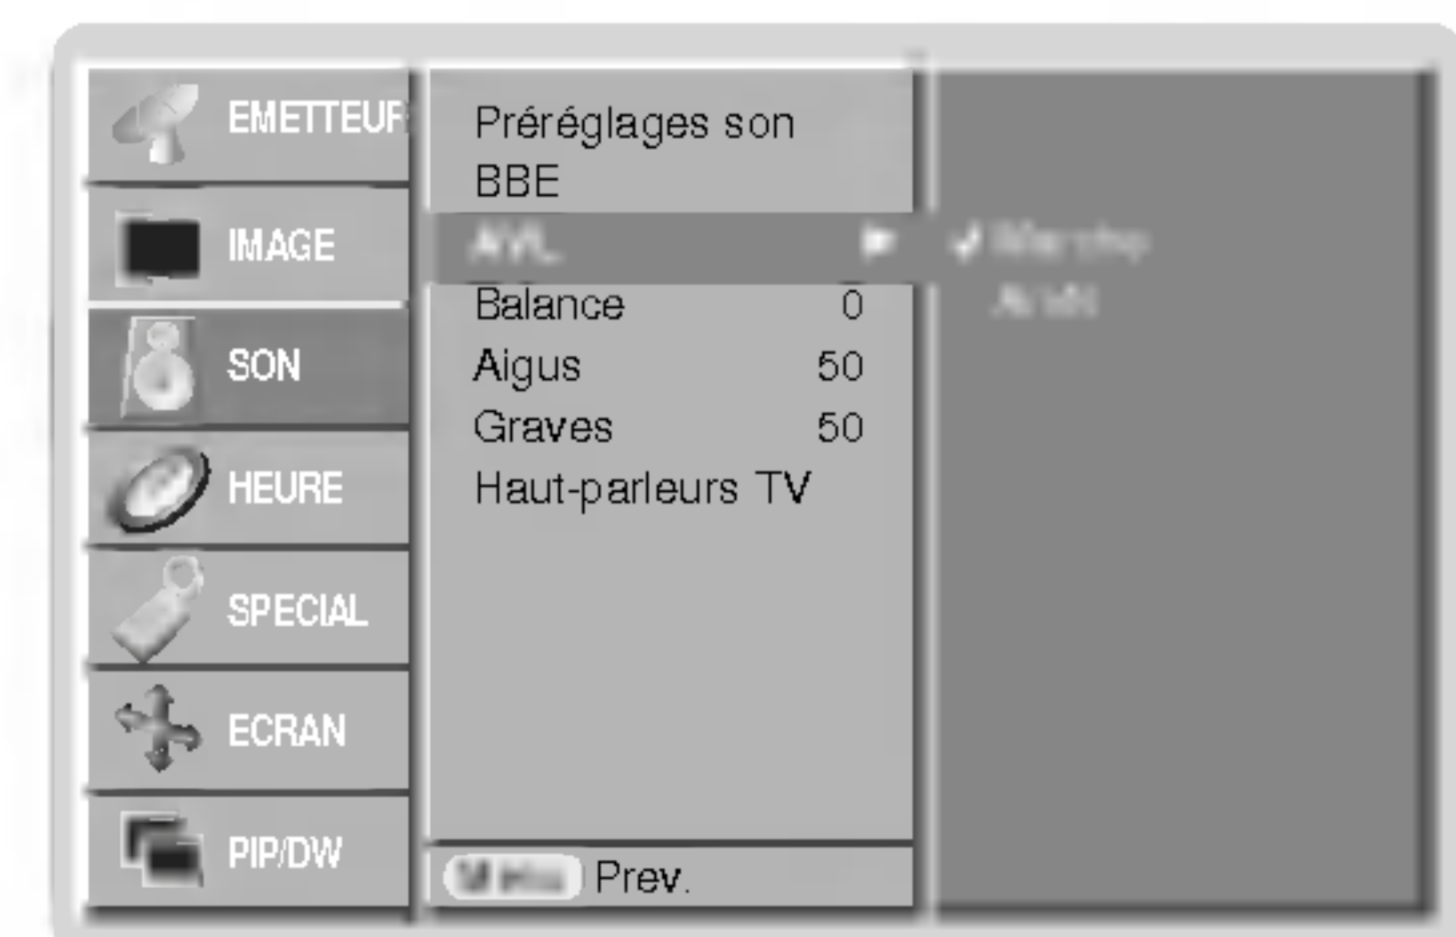 EMETTEUR
IMAGE
SON
HEURE
SPECIAL
ECRAN
PIP/DW
Préréglages son
BBE
AVL
Balance 0
Aigus 50
Graves 50
Haut-parleurs TV
Prev.